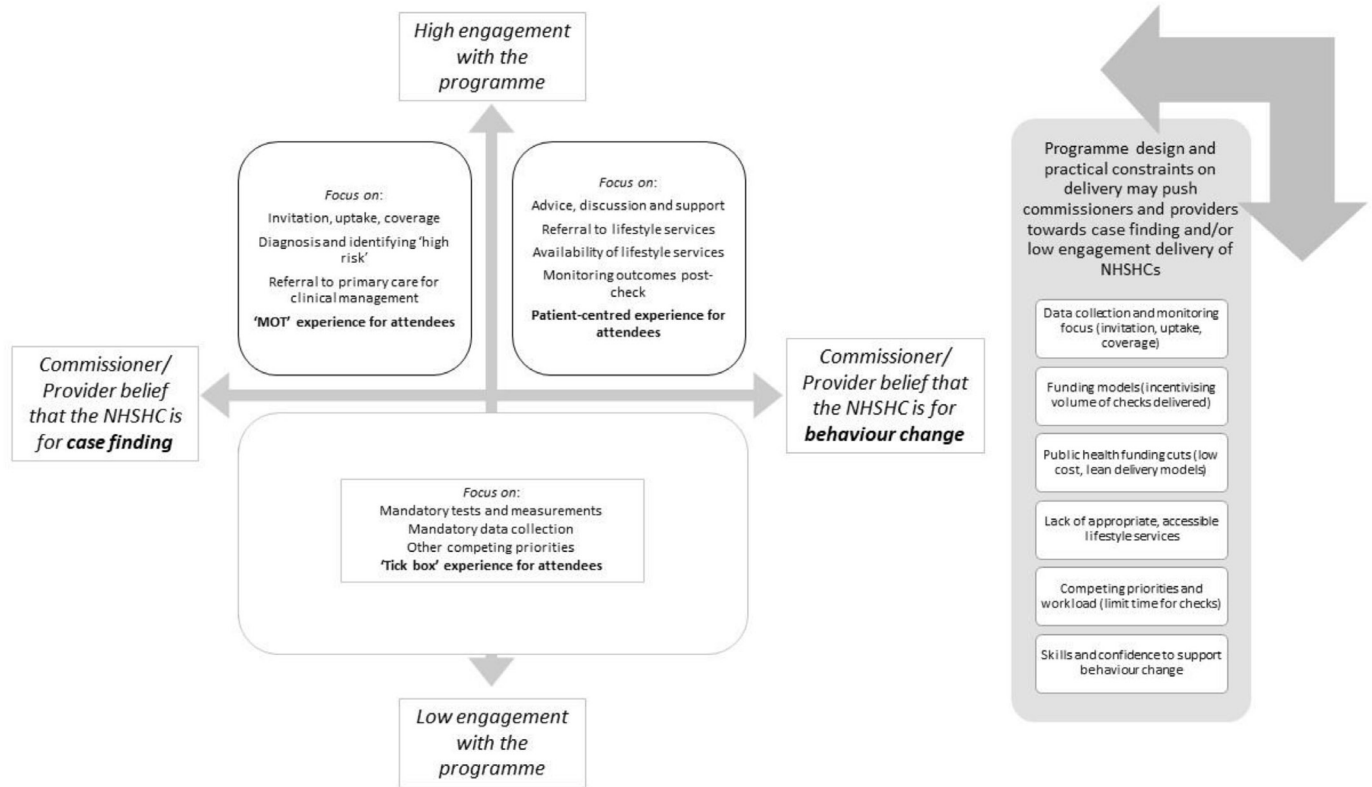 High engagement
with the
programme
Focus on:
Invitation, uptake, coverage
Diagnosis and identifying ‘high
risk’
Referral to primary care for
clinical management
‘MOT’ experience for attendees
Focus on:
Advice, discussion and support
Referral to lifestyle services
Availability of lifestyle services
Monitoring outcomes post-
check
Patient-centred experience for
attendees
Commissioner/
Provider belief
that the NHSHC is
for case finding
Commissioner/
Provider belief that
the NHSHC is for
behaviour change
Focus on:
Mandatory tests and measurements
Mandatory data collection
Other competing priorities
‘Tick box’ experience for attendees
Low engagement
with the
programme
Programme design and
practical constraints on
delivery may push
commissioners and providers
towards case finding and/or
low engagement delivery of
NHSHCs
Data collection and monitoring
focus (invitation, uptake,
coverage)
Funding models (incentivising
volume of checks delivered)
Public health funding cuts (low
cost, lean delivery models)
Lack of appropriate, accessible
lifestyle services
Competing priorities and
workload (limit time for checks)
Skills and confidence to support
behaviour change